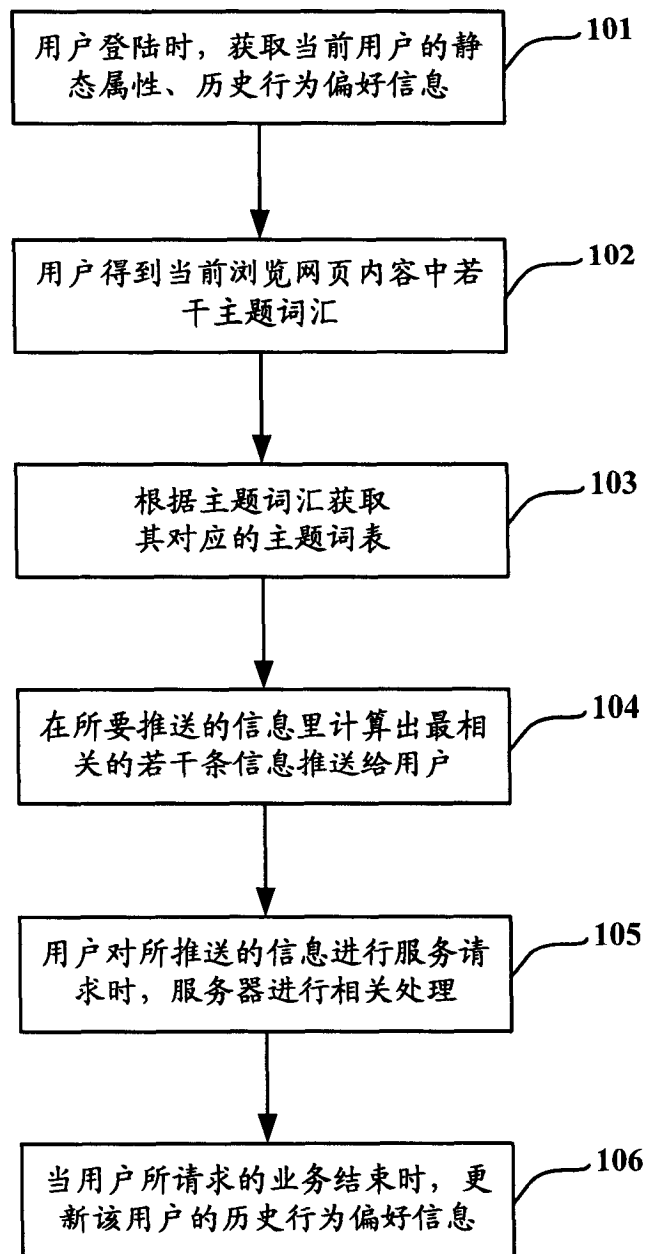 用户登陆时，获取当前用户的静
态属性、历史行为偏好信息
101
用户得到当前浏览网页内容中若
干主题词汇
102
根据主题词汇获取
其对应的主题词表
103
在所要推送的信息里计算出最相
关的若干条信息推送给用户
104
用户对所推送的信息进行服务请
求时，服务器进行相关处理
105
当用户所请求的业务结束时，更
新该用户的历史行为偏好信息
106